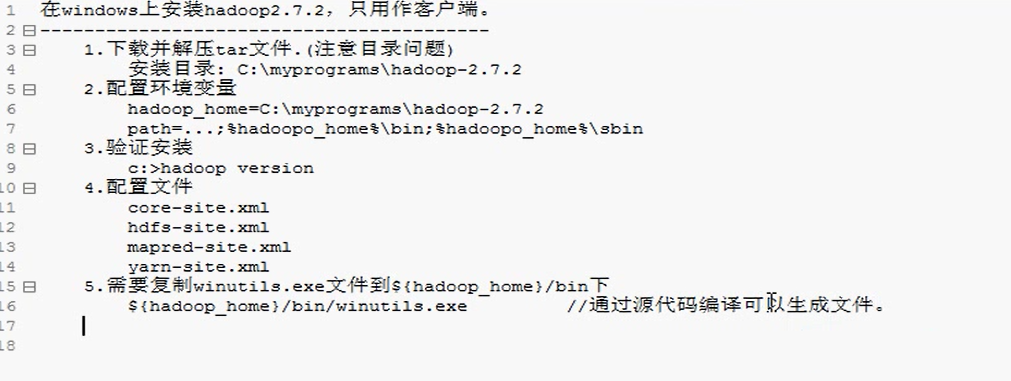 1 在windows上安装hadoop2.7.2，只用作客户端。
2 -----------------------------------------
3 1.下载并解压tar文件.(注意目录问题)
4 安装目录: C:\myprograms\hadoop-2.7.2
5 2.配置环境变量
6 hadoop_home=C:\myprograms\hadoop-2.7.2
7 path=...;%hadoopo_home%\bin;%hadoopo_home%\sbin
8 3.验证安装
9 c:>hadoop version
10 4.配置文件
11 core-site.xml
12 hdfs-site.xml
13 mapred-site.xml
14 yarn-site.xml
15 5.需要复制winutils.exe文件到${hadoop_home}/bin下
16 ${hadoop_home}/bin/winutils.exe //通过源代码编译可以生成文件。
17
18